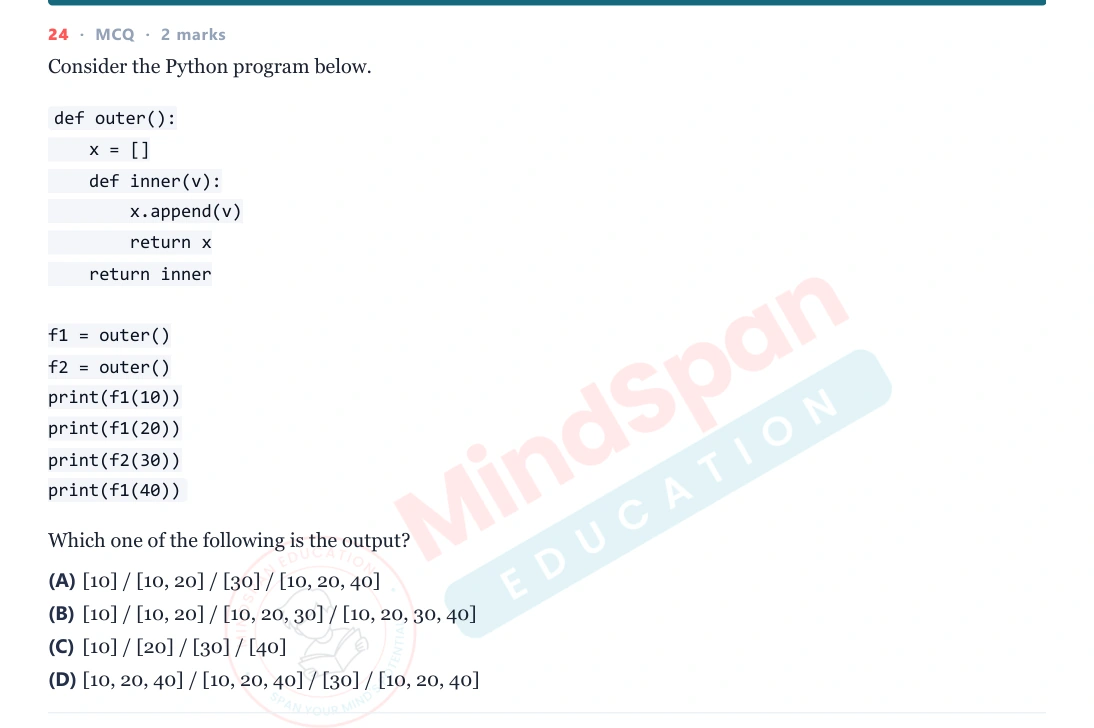 24 · MCQ · 2 marks
Consider the Python program below.
def outer():
    x = []
    def inner(v):
        x.append(v)
        return x
    return inner
f1 = outer()
f2 = outer()
print(f1(10))
print(f1(20))
print(f2(30))
print(f1(40))
Which one of the following is the output?
(A) [10] / [10, 20] / [30] / [10, 20, 40]
(B) [10] / [10, 20] / [10, 20, 30] / [10, 20, 30, 40]
(C) [10] / [20] / [30] / [40]
(D) [10, 20, 40] / [10, 20, 40] / [30] / [10, 20, 40]
MindSpan
EDUCATION